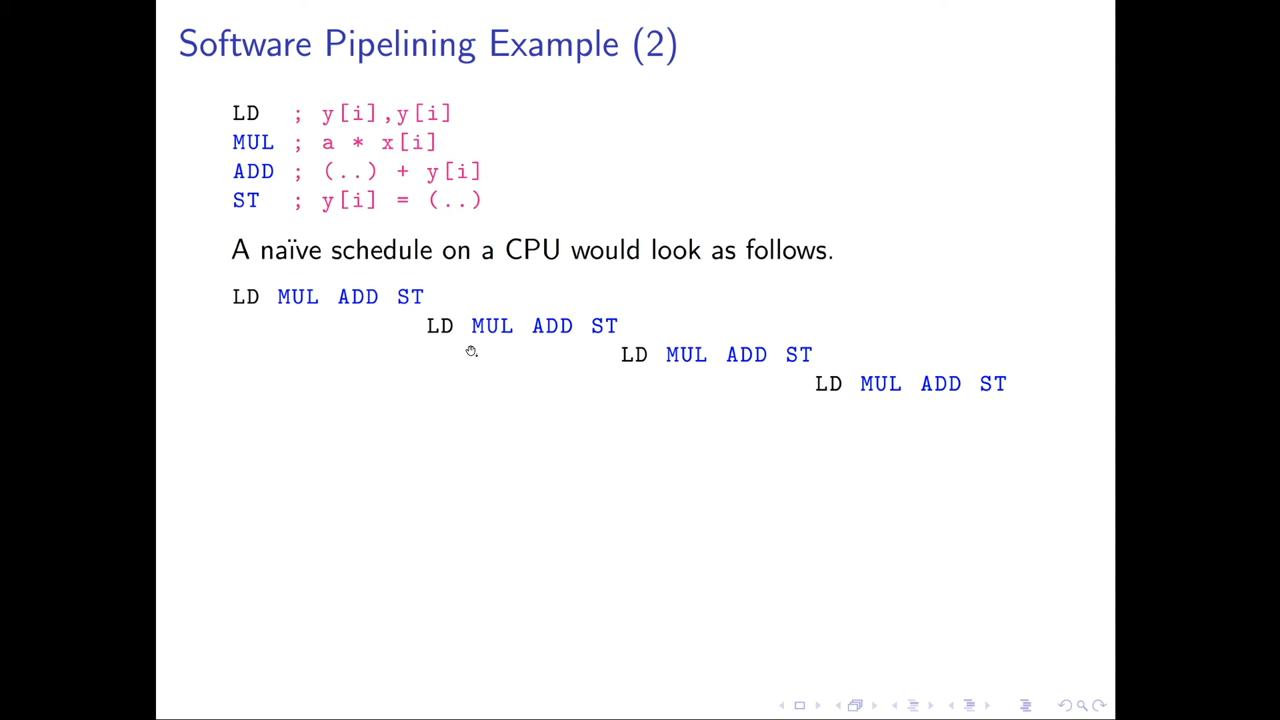 Software Pipelining Example (2)
LD ; y[i],y[i]
MUL ; a * x[i]
ADD ; (..) + y[i]
ST ; y[i] = (..)
A naïve schedule on a CPU would look as follows.
LD MUL ADD ST
LD MUL ADD ST
LD MUL ADD ST
LD MUL ADD ST